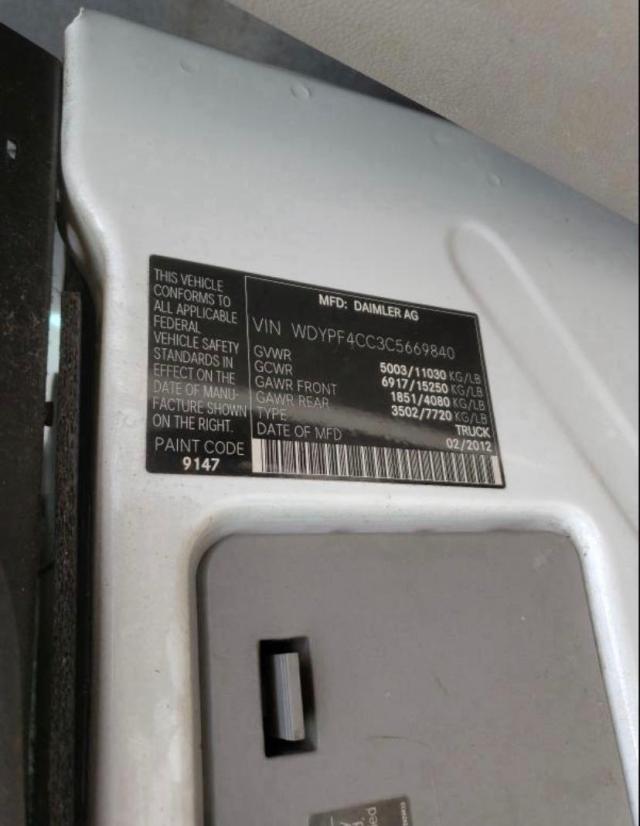 THIS VEHICLE
CONFORMS TO
ALL APPLICABLE
FEDERAL
VEHICLE SAFETY
STANDARDS IN
EFFECT ON THE
DATE OF MANU-
FACTURE SHOWN
ON THE RIGHT.
PAINT CODE
9147
MFD: DAIMLER AG
VIN WDYPF4CC3C5669840
GVWR 5003/11030 KG/LB
GCWR 6917/15250 KG/LB
GAWR FRONT 1851/4080 KG/LB
GAWR REAR 3502/7720 KG/LB
TYPE TRUCK
DATE OF MFD 02/2012